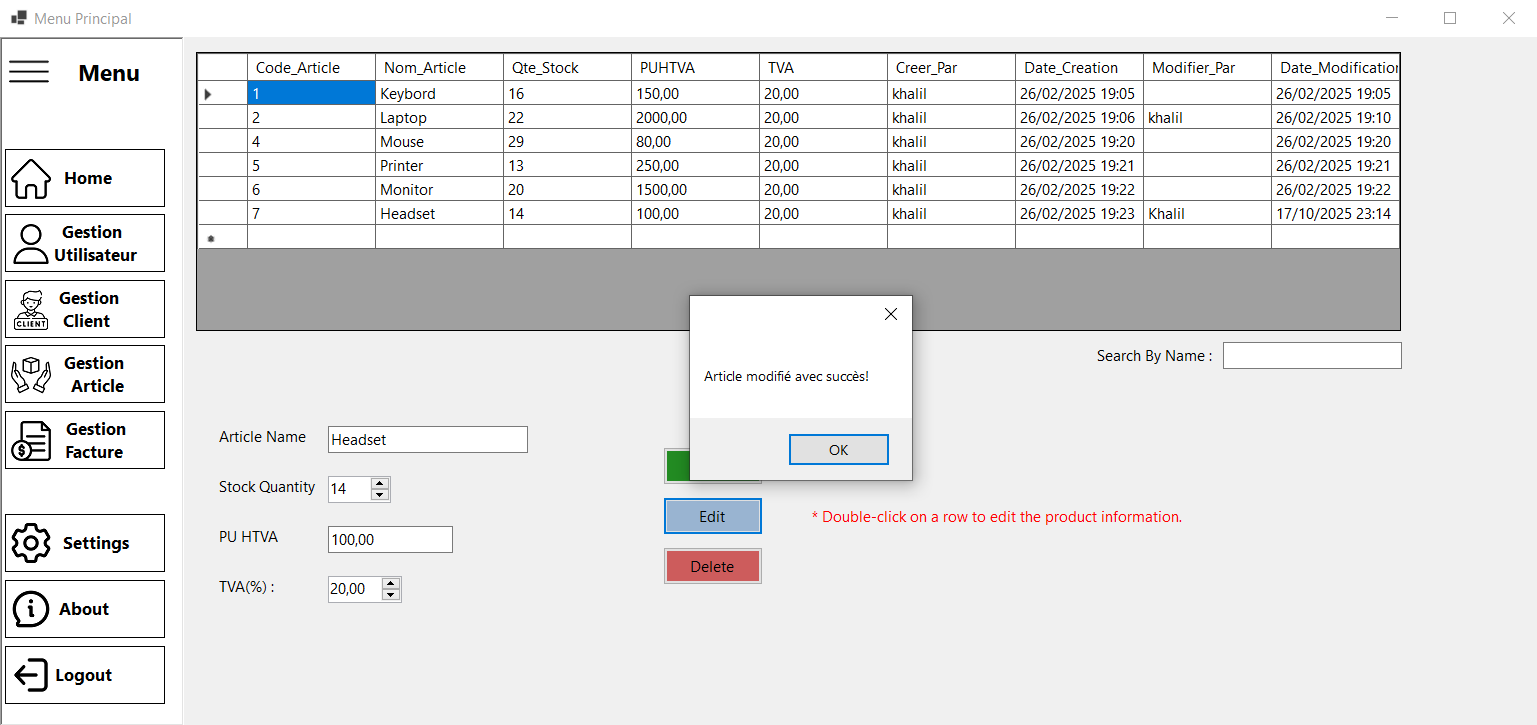 Menu Principal
Menu
Home
Gestion
Utilisateur
Gestion
Client
CLIENT
Gestion
Article
Gestion
Facture
$
Settings
About
Logout
Code_Article Nom_Article Qte_Stock PUHTVA TVA Creer_Par Date_Creation Modifier_Par Date_Modification
1 Keybord 16 150,00 20,00 khalil 26/02/2025 19:05 26/02/2025 19:05
2 Laptop 22 2000,00 20,00 khalil 26/02/2025 19:06 khalil 26/02/2025 19:10
4 Mouse 29 80,00 20,00 khalil 26/02/2025 19:20 26/02/2025 19:20
5 Printer 13 250,00 20,00 khalil 26/02/2025 19:21 26/02/2025 19:21
6 Monitor 20 1500,00 20,00 khalil 26/02/2025 19:22 26/02/2025 19:22
7 Headset 14 100,00 20,00 khalil 26/02/2025 19:23 Khalil 17/10/2025 23:14
Search By Name :
Article modifié avec succès!
OK
Article Name Headset
Stock Quantity 14
PU HTVA 100,00
TVA(%) : 20,00
Edit
* Double-click on a row to edit the product information.
Delete